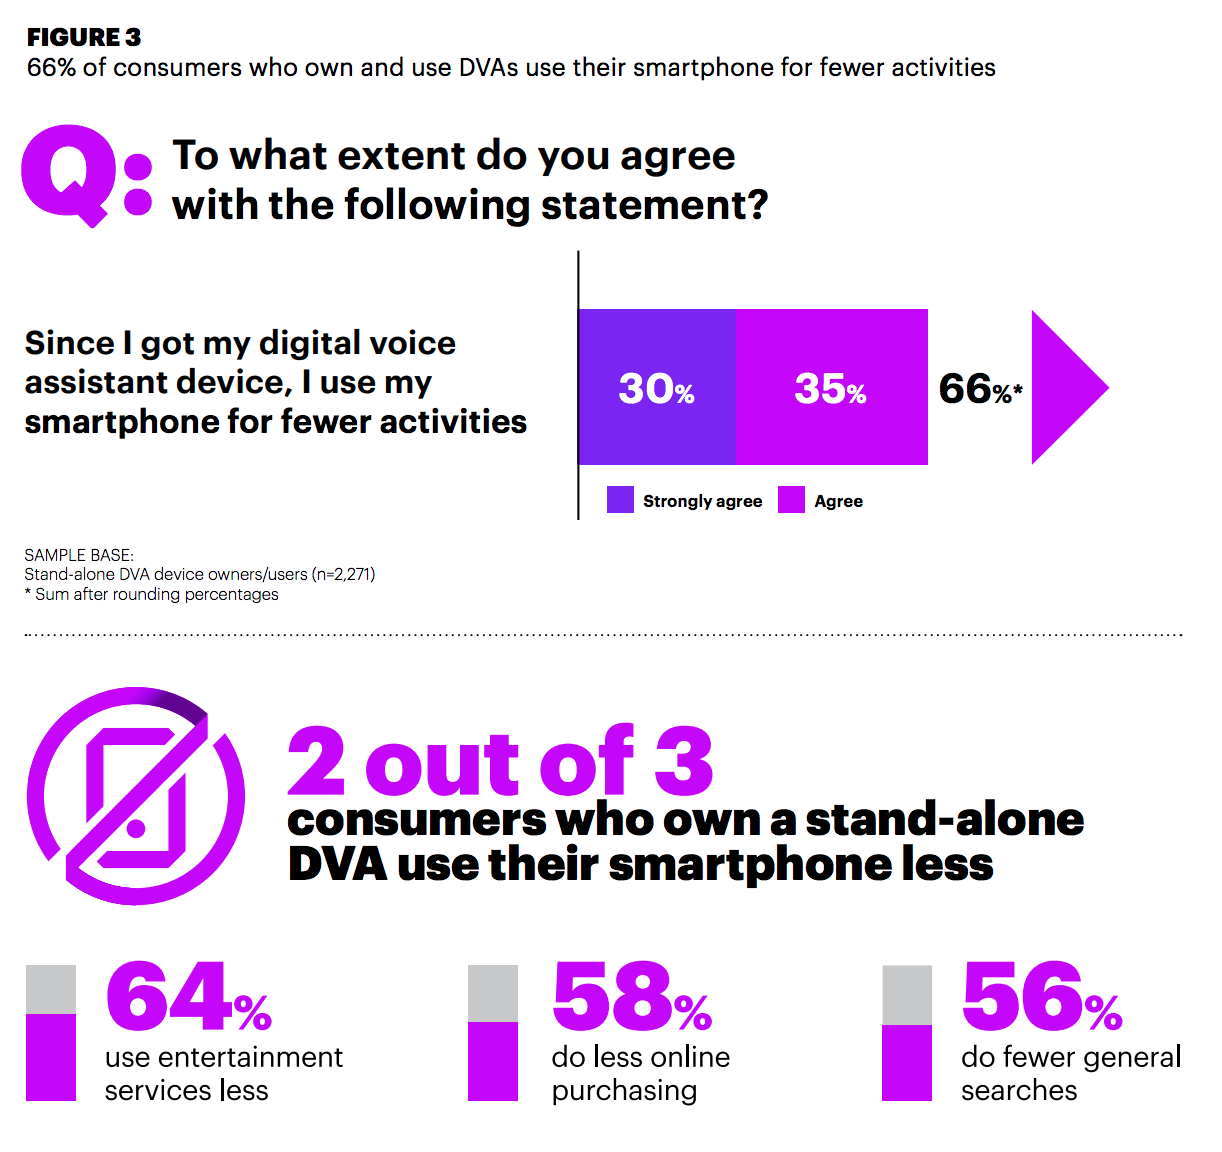 FIGURE 3
66% of consumers who own and use DVAs use their smartphone for fewer activities
Q: To what extent do you agree
with the following statement?
Since I got my digital voice
assistant device, I use my
smartphone for fewer activities
30% 35% 66%*
Strongly agree Agree
SAMPLE BASE:
Stand-alone DVA device owners/users (n=2,271)
* Sum after rounding percentages
2 out of 3
consumers who own a stand-alone
DVA use their smartphone less
64%
use entertainment
services less
58%
do less online
purchasing
56%
do fewer general
searches